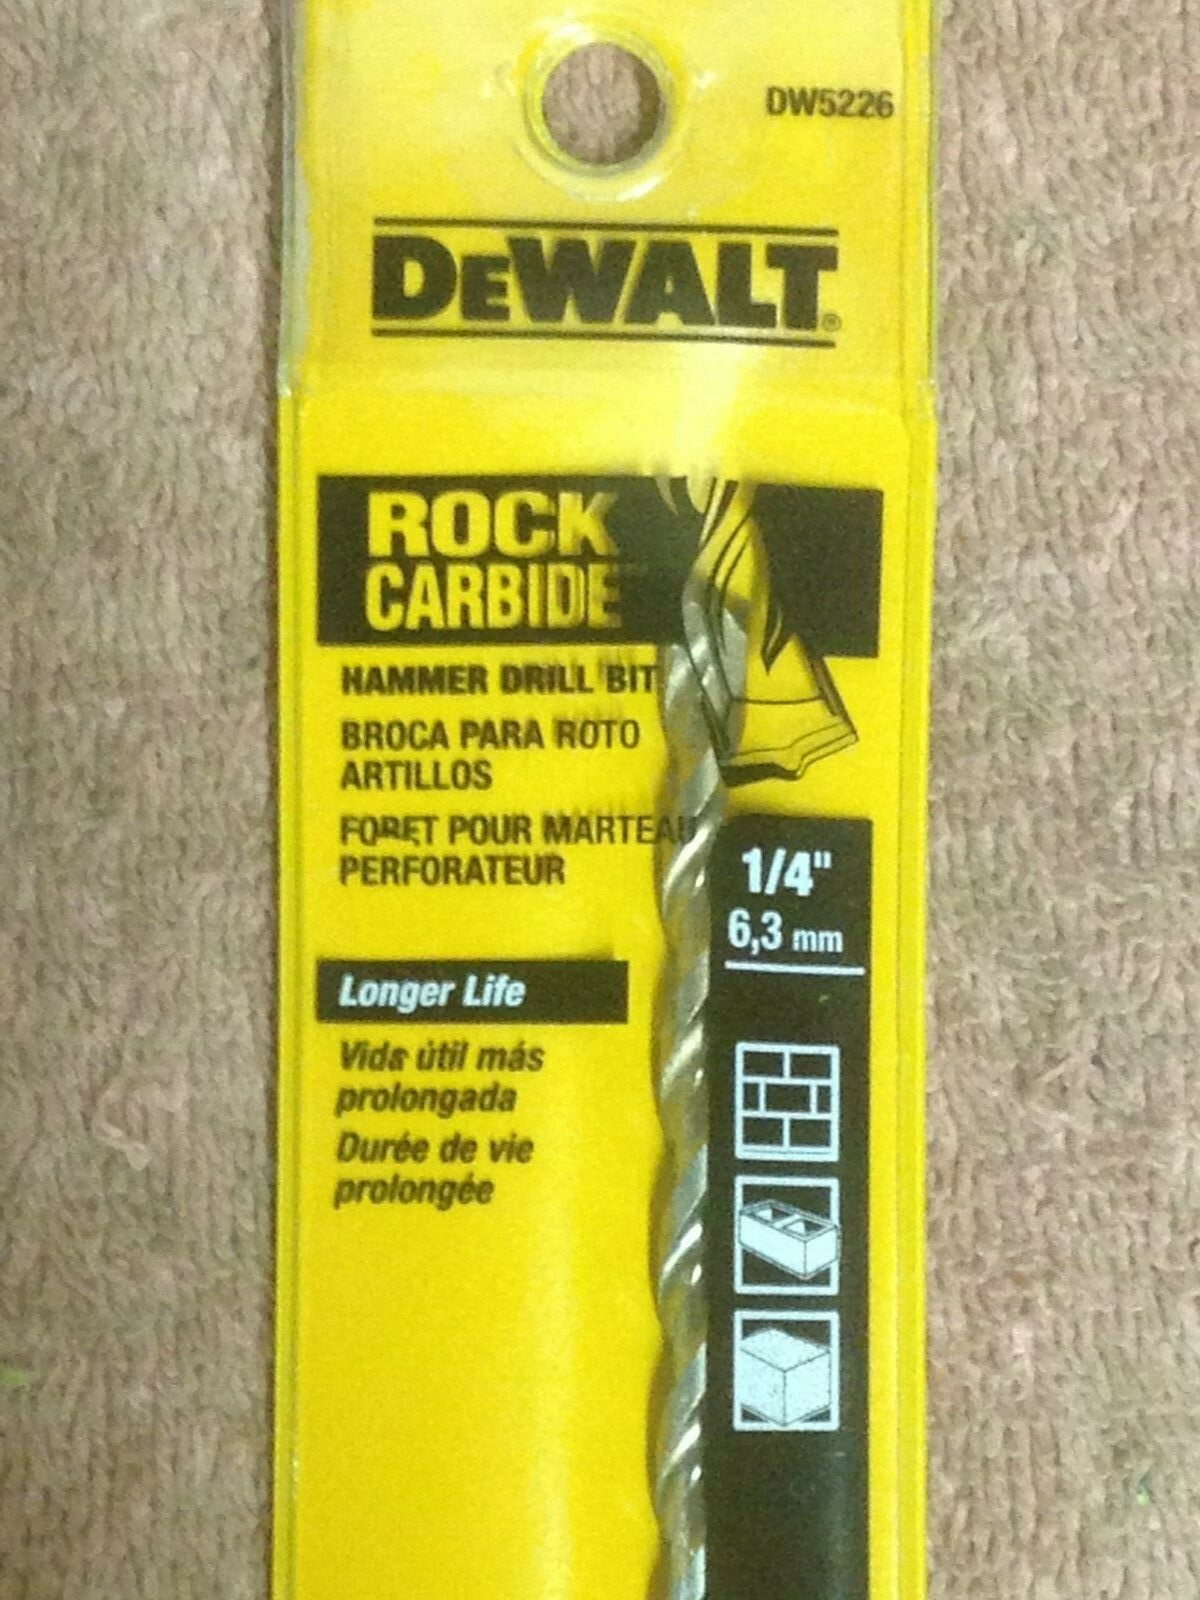 DW5226
DEWALT®
ROCK
CARBIDE
HAMMER DRILL BIT
BROCA PARA ROTO
ARTILLOS
FORET POUR MARTEAU
PERFORATEUR
1/4"
6,3 mm
Longer Life
Vida útil más
prolongada
Durée de vie
prolongée